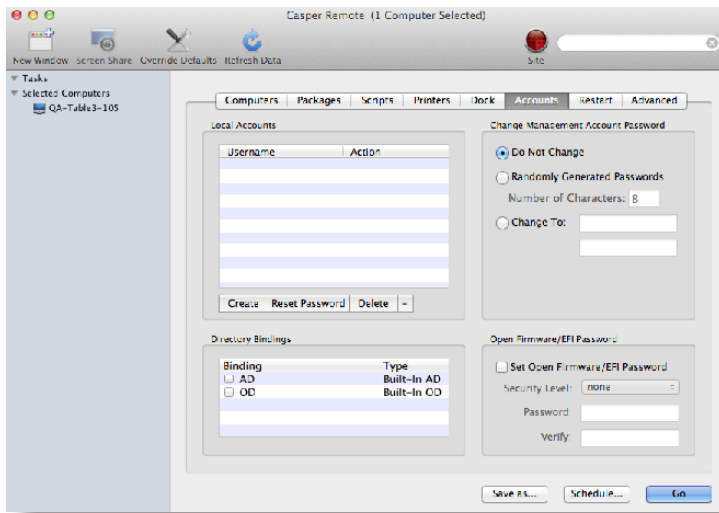 Casper Remote (1 Computer Selected)
New Window Screen Share Override Defaults Refresh Data Site
Tasks
Selected Computers
QA-Table3-105
Computers Packages Scripts Printers Dock Accounts Restart Advanced
Local Accounts
Username Action
Create Reset Password Delete -
Change Management Account Password
Do Not Change
Randomly Generated Passwords
Number of Characters: 8
Change To:
Directory Bindings
Binding Type
AD Built-In AD
OD Built-In OD
Open Firmware/EFI Password
Set Open Firmware/EFI Password
Security Level: none
Password:
Verify:
Save as... Schedule... Go